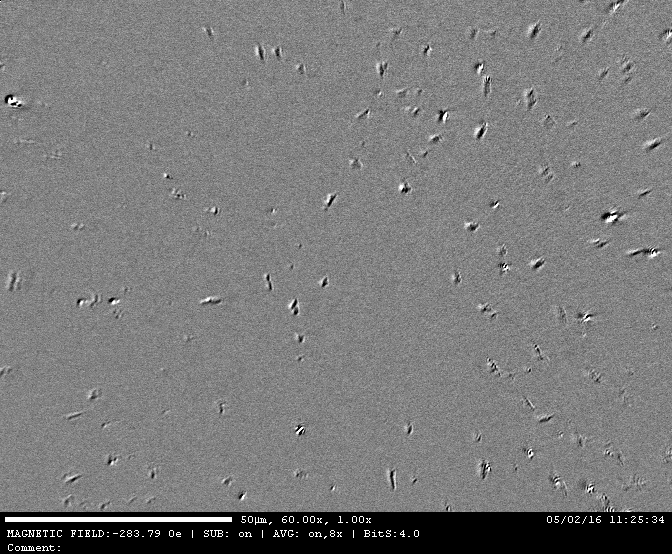 50µm, 60.00x, 1.00x 05/02/16 11:25:34
MAGNETIC FIELD:-283.79 Oe | SUB: on | AVG: on,8x | BitS:4.0
Comment: